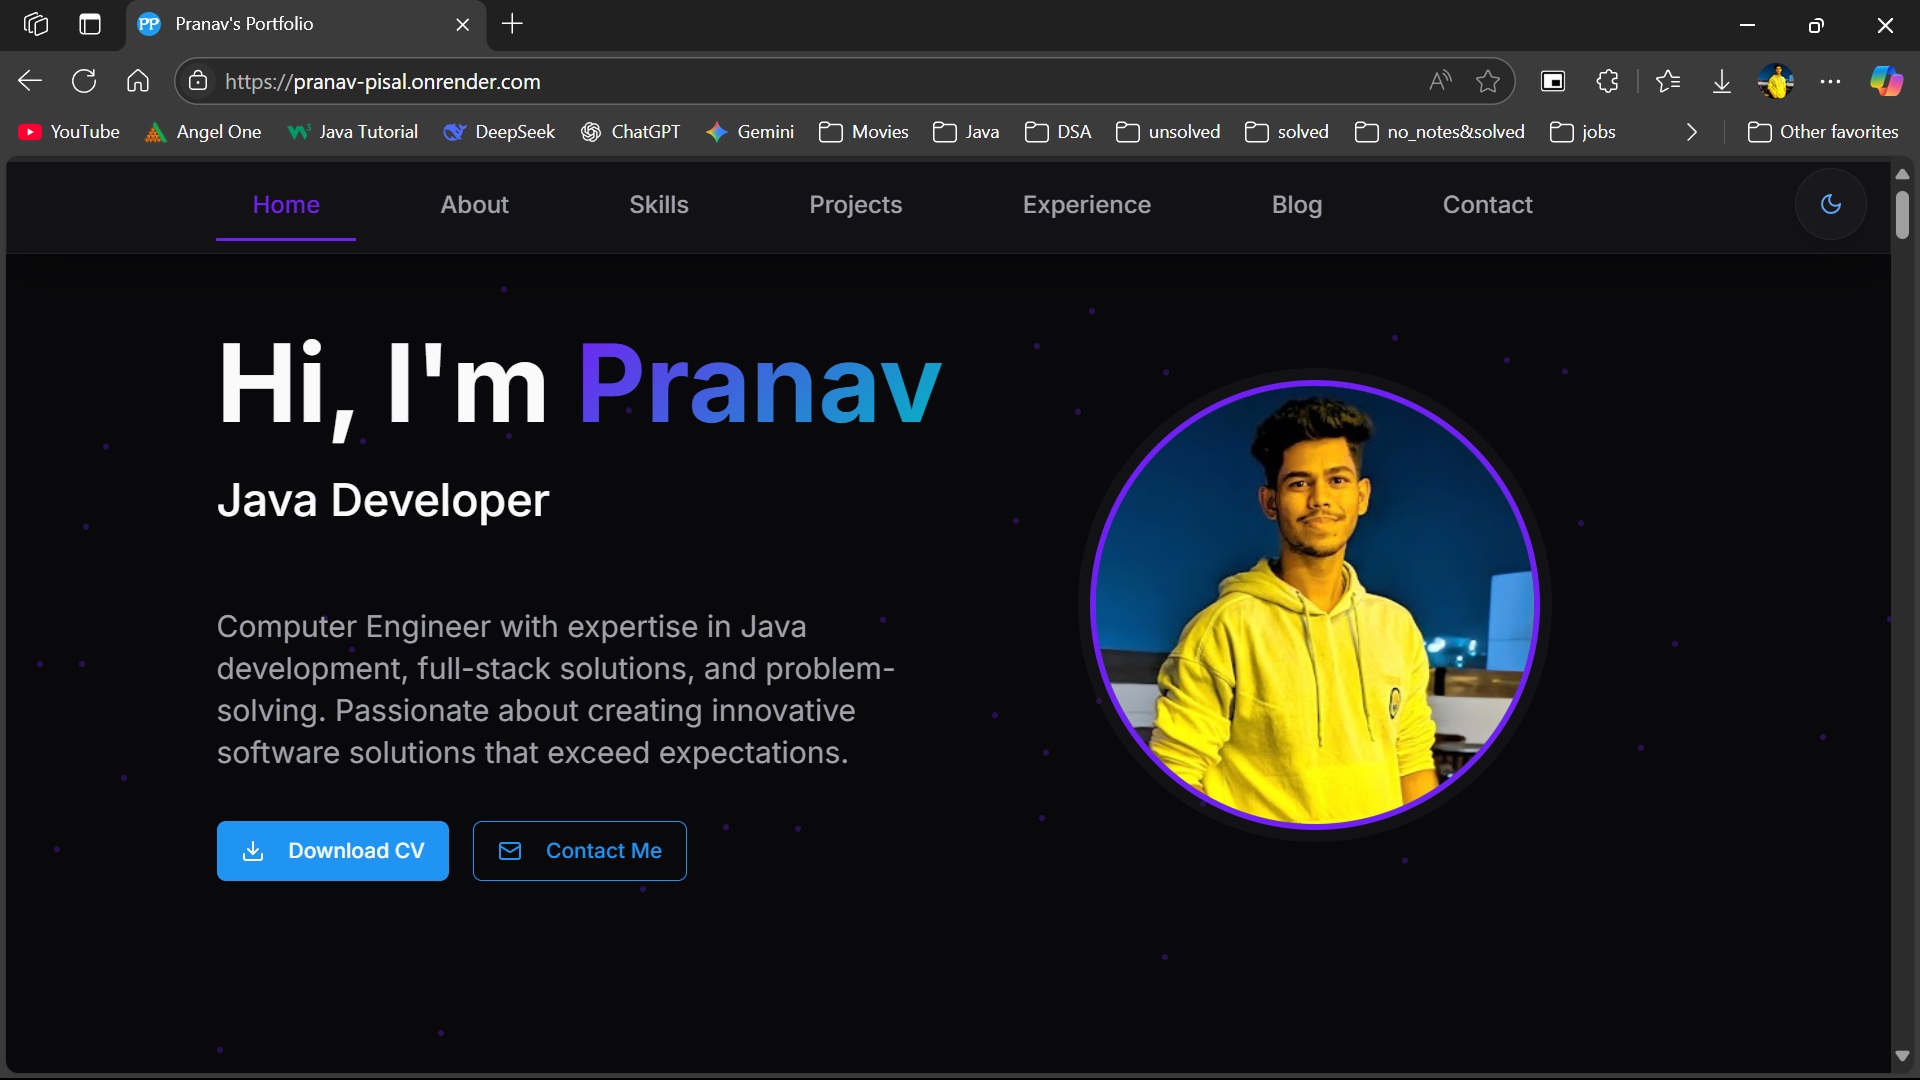 PP Pranav's Portfolio
https://pranav-pisal.onrender.com
YouTube Angel One Java Tutorial DeepSeek ChatGPT Gemini Movies Java DSA unsolved solved no_notes&solved jobs Other favorites
Home About Skills Projects Experience Blog Contact
Hi, I'm Pranav
Java Developer
Computer Engineer with expertise in Java
development, full-stack solutions, and problem-
solving. Passionate about creating innovative
software solutions that exceed expectations.
Download CV Contact Me